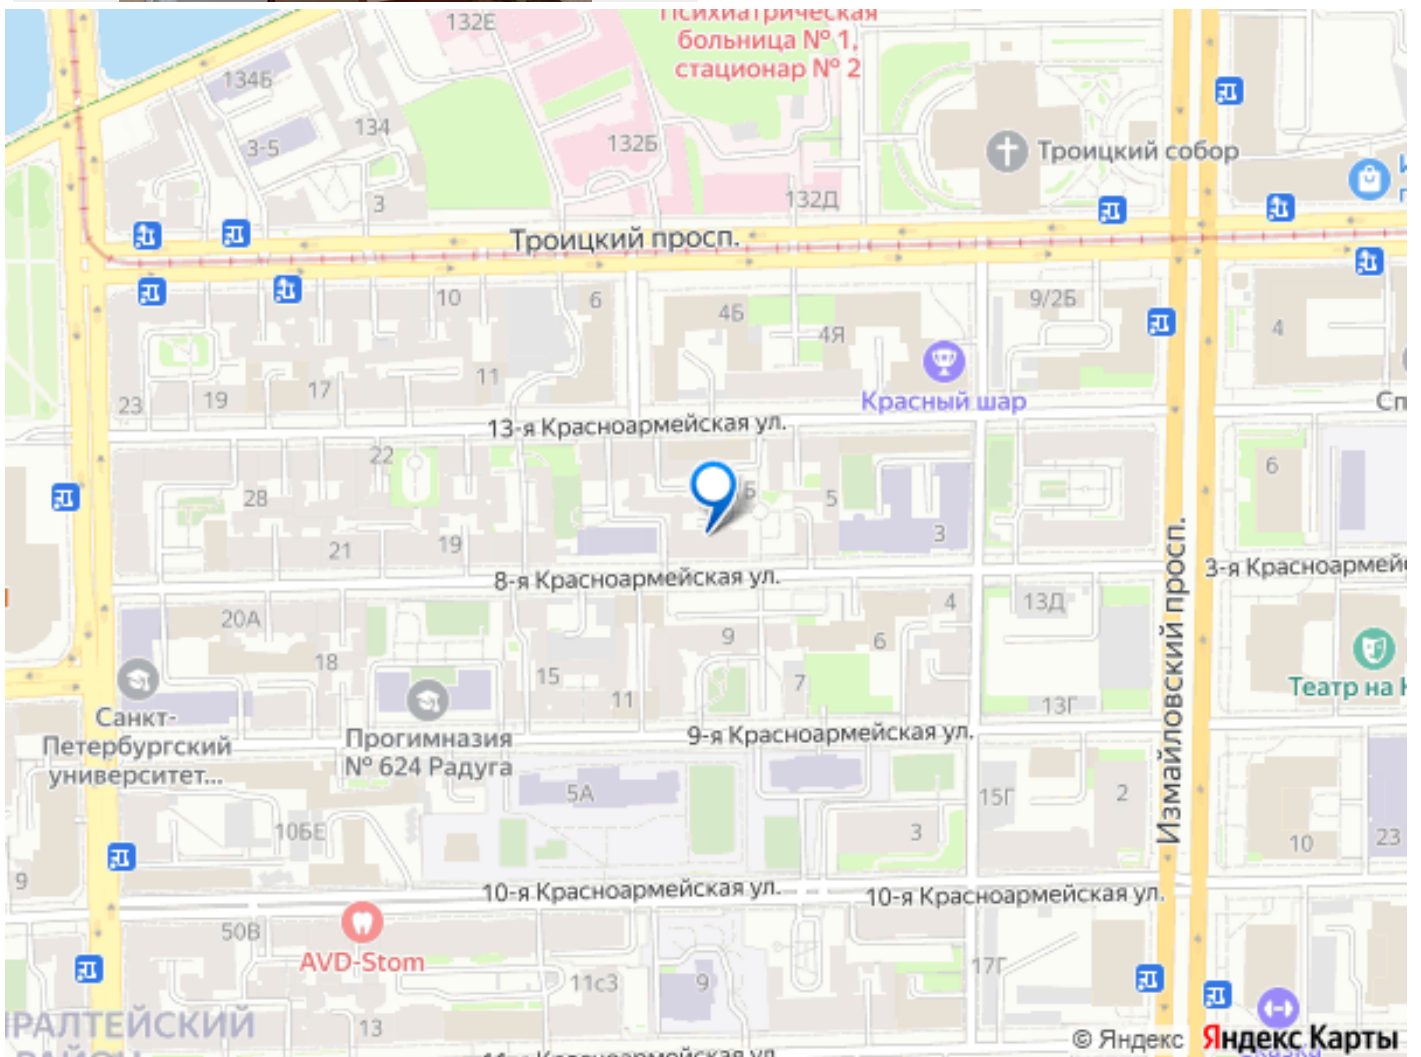 132Е
Психиатрическая
больница № 1,
стационар № 2
134Б
134
3-5
132Б
3
132Д
Троицкий собор
Троицкий просп.
10
6
4Б
4Я
9/2Б
4
Красный шар
23
19
17
11
13-я Красноармейская ул.
Сп
22
28
21
19
Б
5
3
6
8-я Красноармейская ул.
3-я Красноармей
Измайловский просп.
20А
18
15
11
9
7
6
4
13Д
13Г
Театр на
Санкт-
Петербургский
университет...
Прогимназия
№ 624 Радуга
9-я Красноармейская ул.
5А
10БЕ
3
15Г
2
10
23
9
10-я Красноармейская ул.
10-я Красноармейская ул.
50В
AVD-Stom
11с3
9
17Г
13
РАЛТЕЙСКИЙ
© Яндекс Яндекс Карты